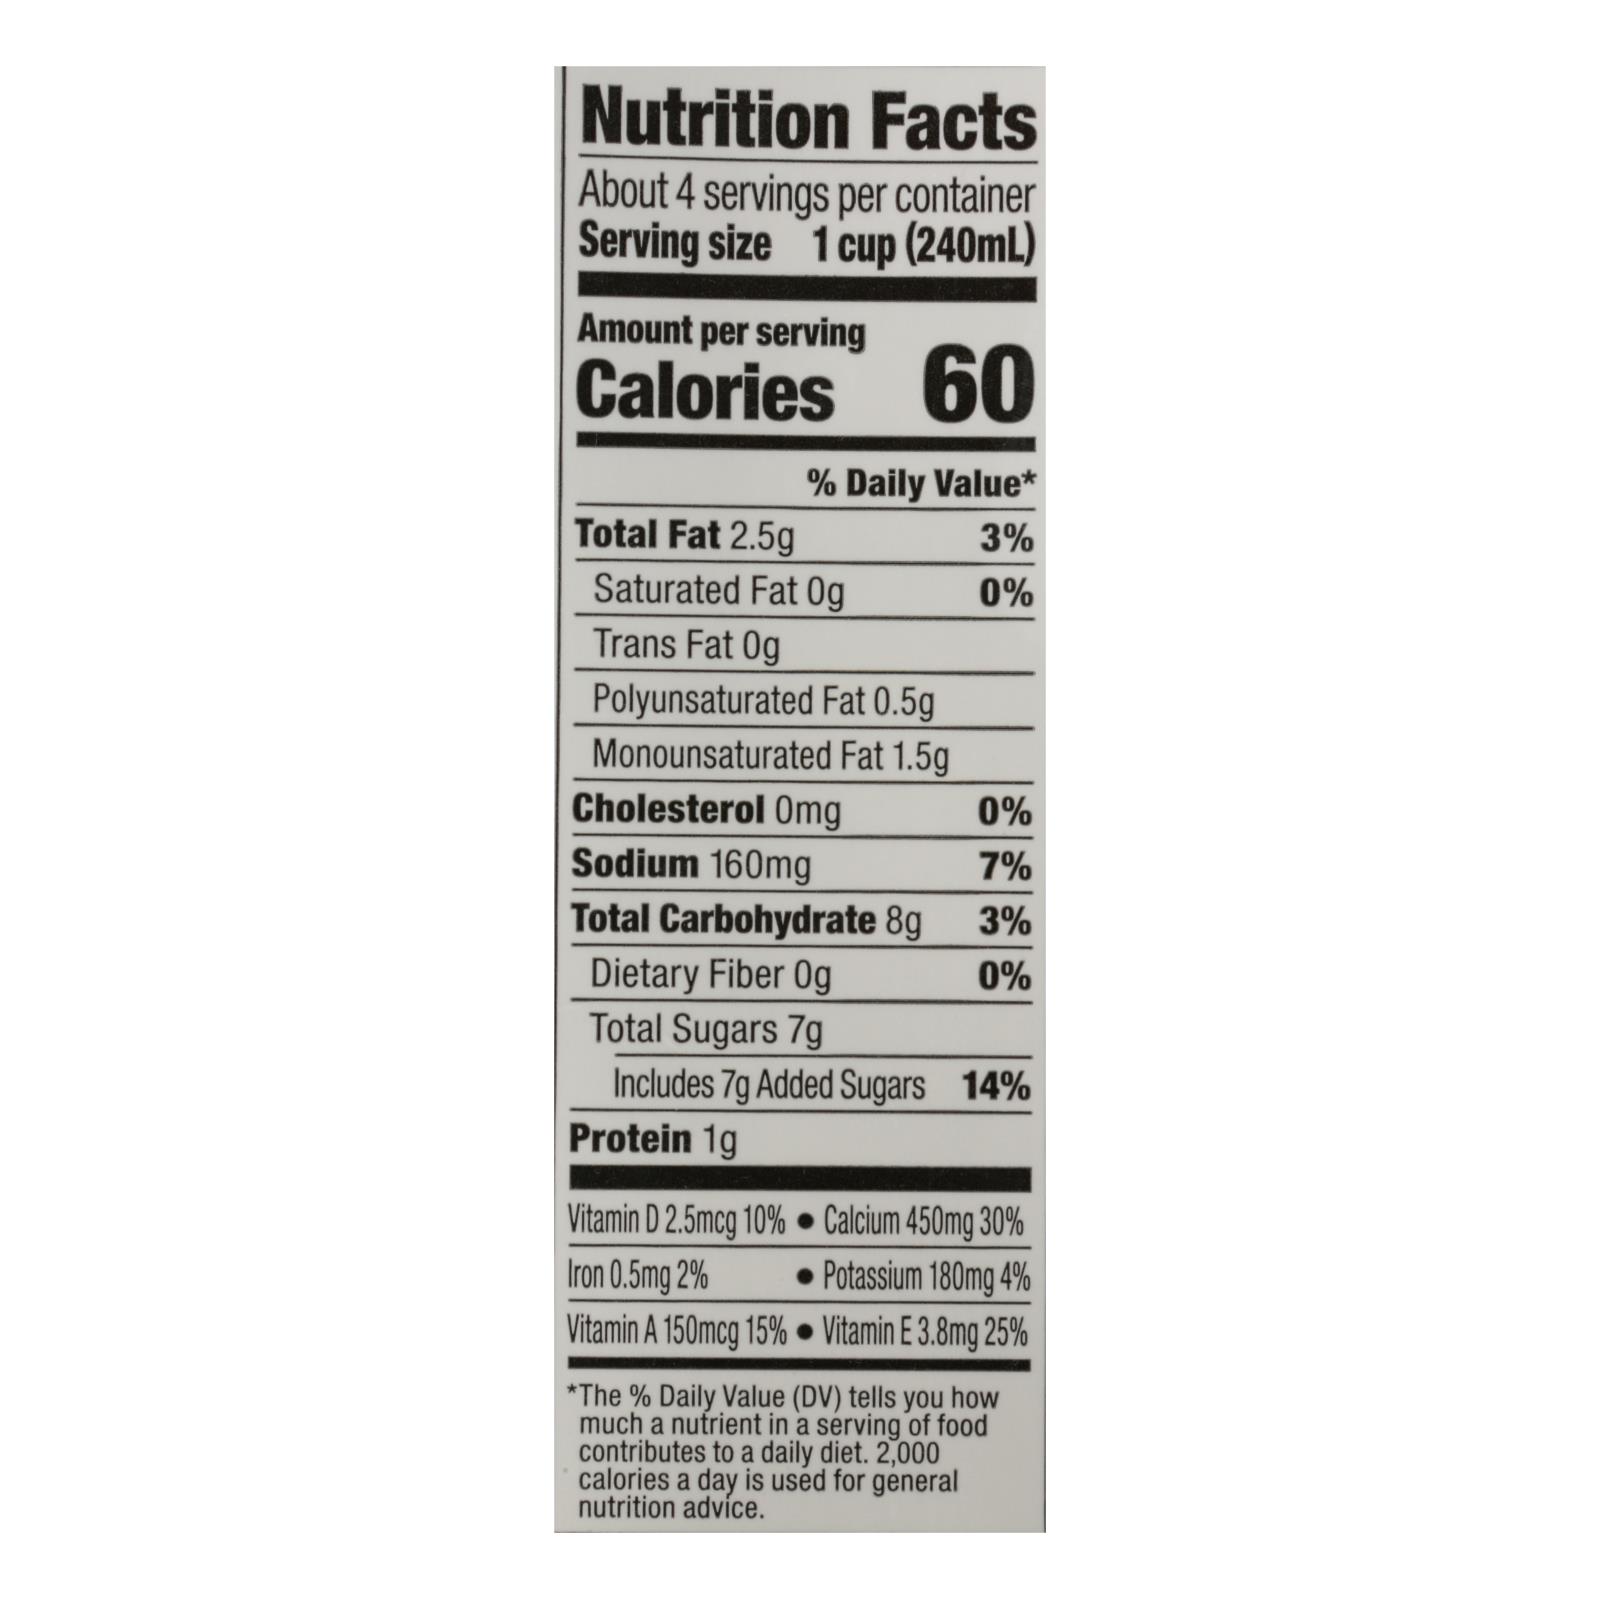 Nutrition Facts
About 4 servings per container
Serving size 1 cup (240mL)
Amount per serving
Calories 60
% Daily Value*
Total Fat 2.5g 3%
Saturated Fat 0g 0%
Trans Fat 0g
Polyunsaturated Fat 0.5g
Monounsaturated Fat 1.5g
Cholesterol 0mg 0%
Sodium 160mg 7%
Total Carbohydrate 8g 3%
Dietary Fiber 0g 0%
Total Sugars 7g
Includes 7g Added Sugars 14%
Protein 1g
Vitamin D 2.5mcg 10% • Calcium 450mg 30%
Iron 0.5mg 2% • Potassium 180mg 4%
Vitamin A 150mcg 15% • Vitamin E 3.8mg 25%
*The % Daily Value (DV) tells you how
much a nutrient in a serving of food
contributes to a daily diet. 2,000
calories a day is used for general
nutrition advice.